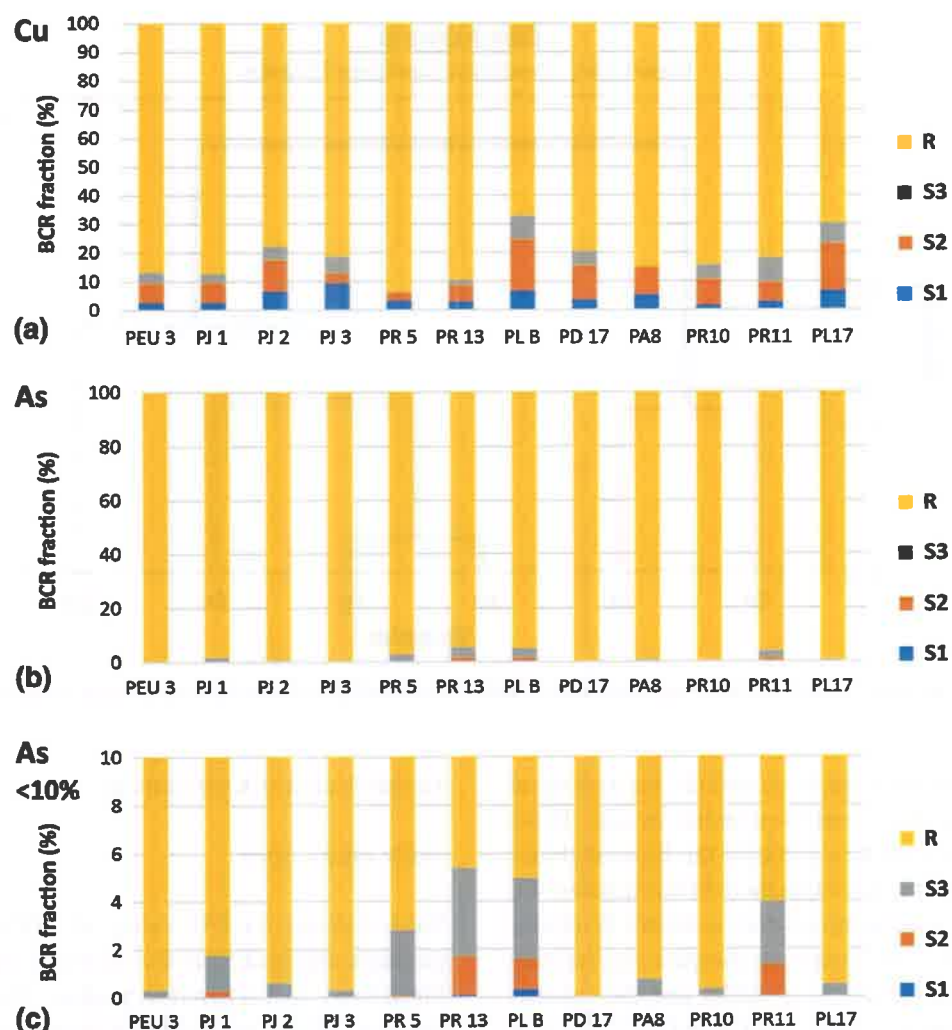 Cu
BCR fraction (%)
100
90
80
70
60
50
40
30
20
10
0
R
S3
S2
S1
(a)
PEU 3 PJ 1 PJ 2 PJ 3 PR 5 PR 13 PL B PD 17 PA8 PR10 PR11 PL17
As
BCR fraction (%)
100
80
60
40
20
0
R
S3
S2
S1
(b)
PEU 3 PJ 1 PJ 2 PJ 3 PR 5 PR 13 PL B PD 17 PA8 PR10 PR11 PL17
As
<10%
BCR fraction (%)
10
8
6
4
2
0
R
S3
S2
S1
(c)
PEU 3 PJ 1 PJ 2 PJ 3 PR 5 PR 13 PL B PD 17 PA8 PR10 PR11 PL17